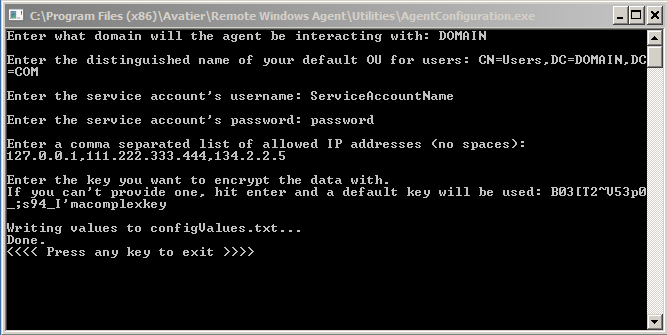 C:\Program Files (x86)\Avatier\Remote Windows Agent\Utilities\AgentConfiguration.exe
Enter what domain will the agent be interacting with: DOMAIN
Enter the distinguished name of your default OU for users: CN=Users,DC=DOMAIN,DC
=COM
Enter the service account's username: ServiceAccountName
Enter the service account's password: password
Enter a comma separated list of allowed IP addresses (no spaces):
127.0.0.1,111.222.333.444,134.2.2.5
Enter the key you want to encrypt the data with.
If you can't provide one, hit enter and a default key will be used: B03[T2~V53p0
_;s94_I'macomplexkey
Writing values to configValues.txt...
Done.
<<<< Press any key to exit >>>>